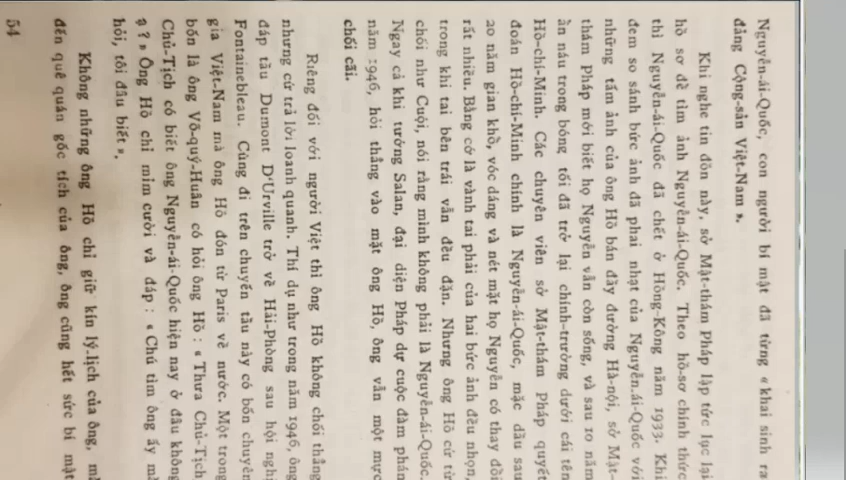 Nguyễn-ái-Quốc, con người bí mật đã từng « khai sinh ra
đảng Cộng-sản Việt-Nam ».
Khi nghe tin đồn này, sở Mật-thám Pháp lập tức lục lại
hồ sơ để tìm ảnh Nguyễn-ái-Quốc. Theo hồ-sơ chính thức
thì Nguyễn-ái-Quốc đã chết ở Hồng-Kông năm 1933. Khi
đem so sánh bức ảnh đã phai nhạt của Nguyễn-ái-Quốc với
những tấm ảnh của ông Hồ bán đầy đường Hà-nội, sở Mật-
thám Pháp mới biết họ Nguyễn vẫn còn sống, và sau 10 năm
ẩn náu trong bóng tối đã trở lại chính-trường dưới cái tên
Hồ-chí-Minh. Các chuyên viên sở Mật-thám Pháp quyết
đoán Hồ-chí-Minh chính là Nguyễn-ái-Quốc, mặc dầu sau
20 năm gian khổ, vóc dáng và nét mặt họ Nguyễn có thay đổi
rất nhiều. Bằng cớ là vành tai phải của hai bức ảnh đều nhọn,
trong khi tai bên trái vẫn đều đặn. Nhưng ông Hồ cứ từ
chối như Cuội, nói rằng mình không phải là Nguyễn-ái-Quốc.
Ngay cả khi tướng Salan, đại diện Pháp dự cuộc đàm phán
năm 1946, hỏi thẳng vào mặt ông Hồ, ông vẫn một mực
chối cãi.
Riêng đối với người Việt thì ông Hồ không chối thẳng
nhưng cứ trả lời loanh quanh. Thí dụ như trong năm 1946, ông
đáp tầu Dumont D'Urville trở về Hải-Phòng sau hội nghị
Fontainebleau. Cùng đi trên chuyến tầu này có bốn chuyên
gia Việt-Nam mà ông Hồ đón từ Paris về nước. Một trong
bốn là ông Võ-quý-Huân có hỏi ông Hồ : « Thưa Chủ-Tịch
Chủ-Tịch có biết ông Nguyễn-ái-Quốc hiện nay ở đâu không
ạ ? » Ông Hồ chỉ mỉm cười và đáp : « Chú tìm ông ấy mà
hỏi, tôi đâu biết ».
Không những ông Hồ chỉ giữ kín lý-lịch của ông,
đến quê quán gốc tích của ông, ông cũng hết sức bí mật
54